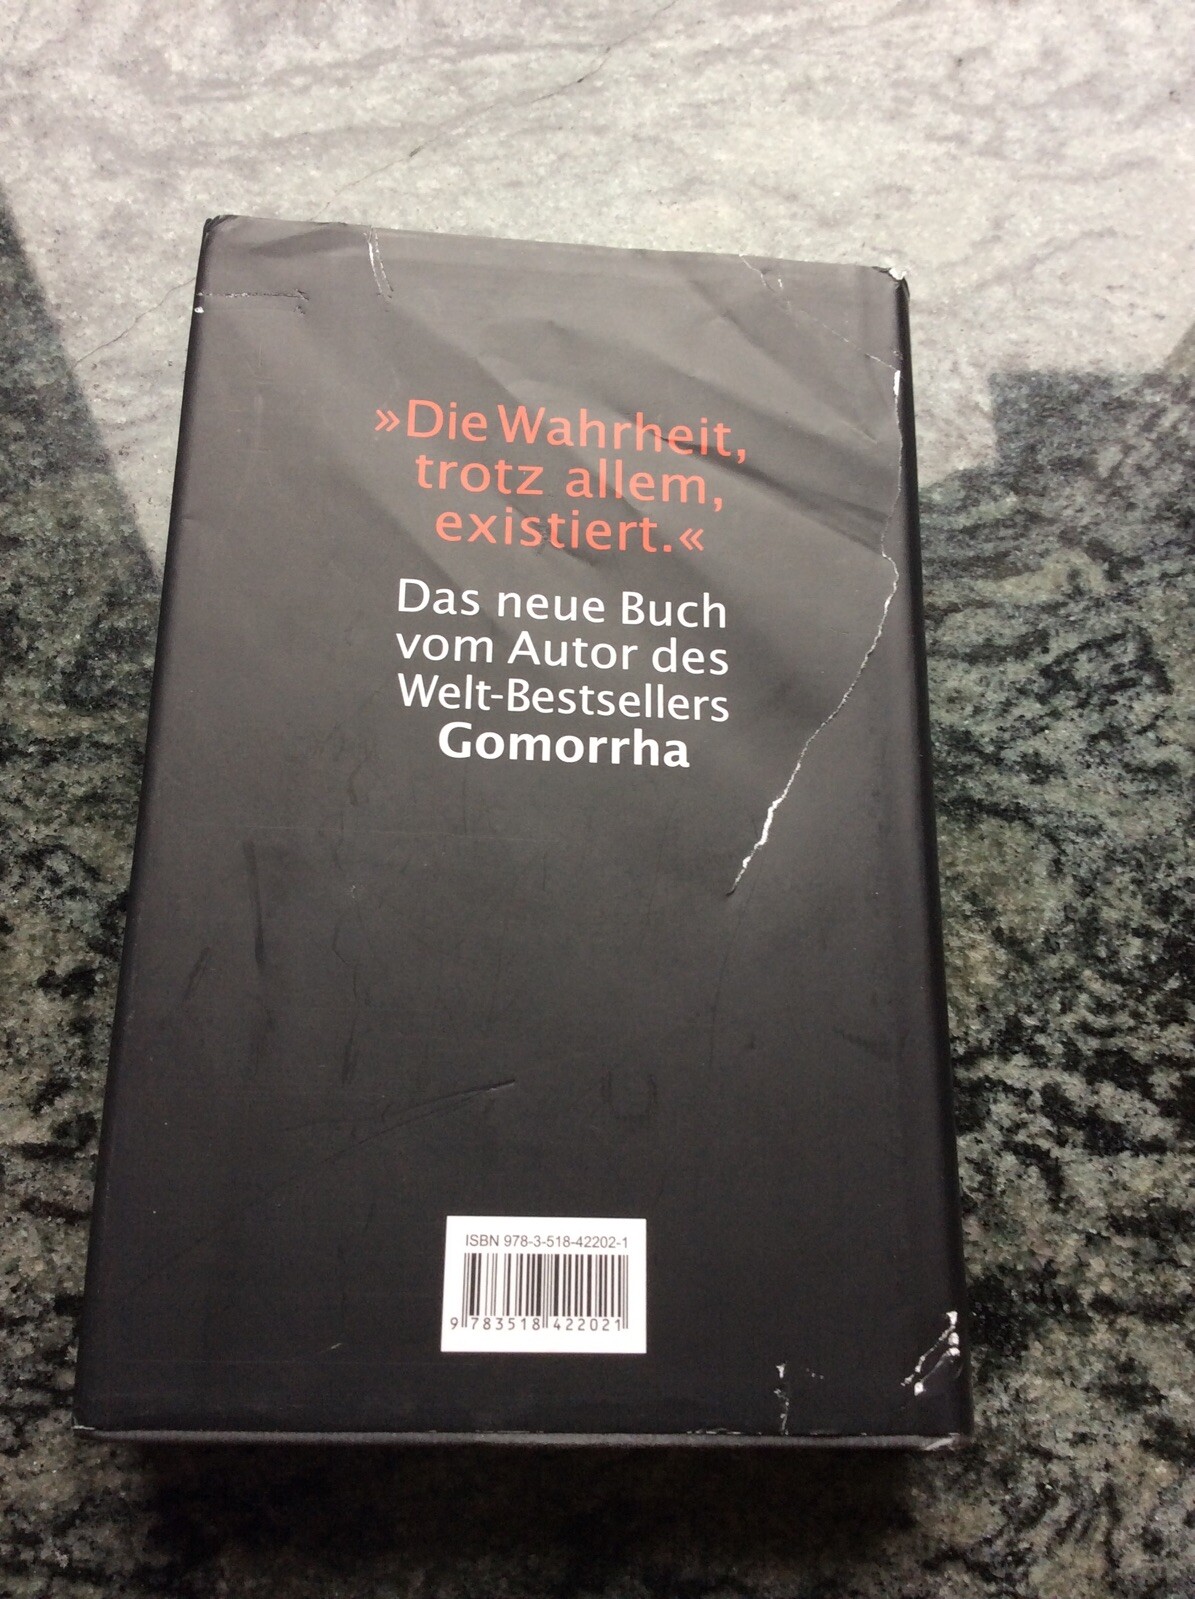 »Die Wahrheit,
trotz allem,
existiert.«
Das neue Buch
vom Autor des
Welt-Bestsellers
Gomorrha
ISBN 978-3-518-42202-1
9 783518 422021